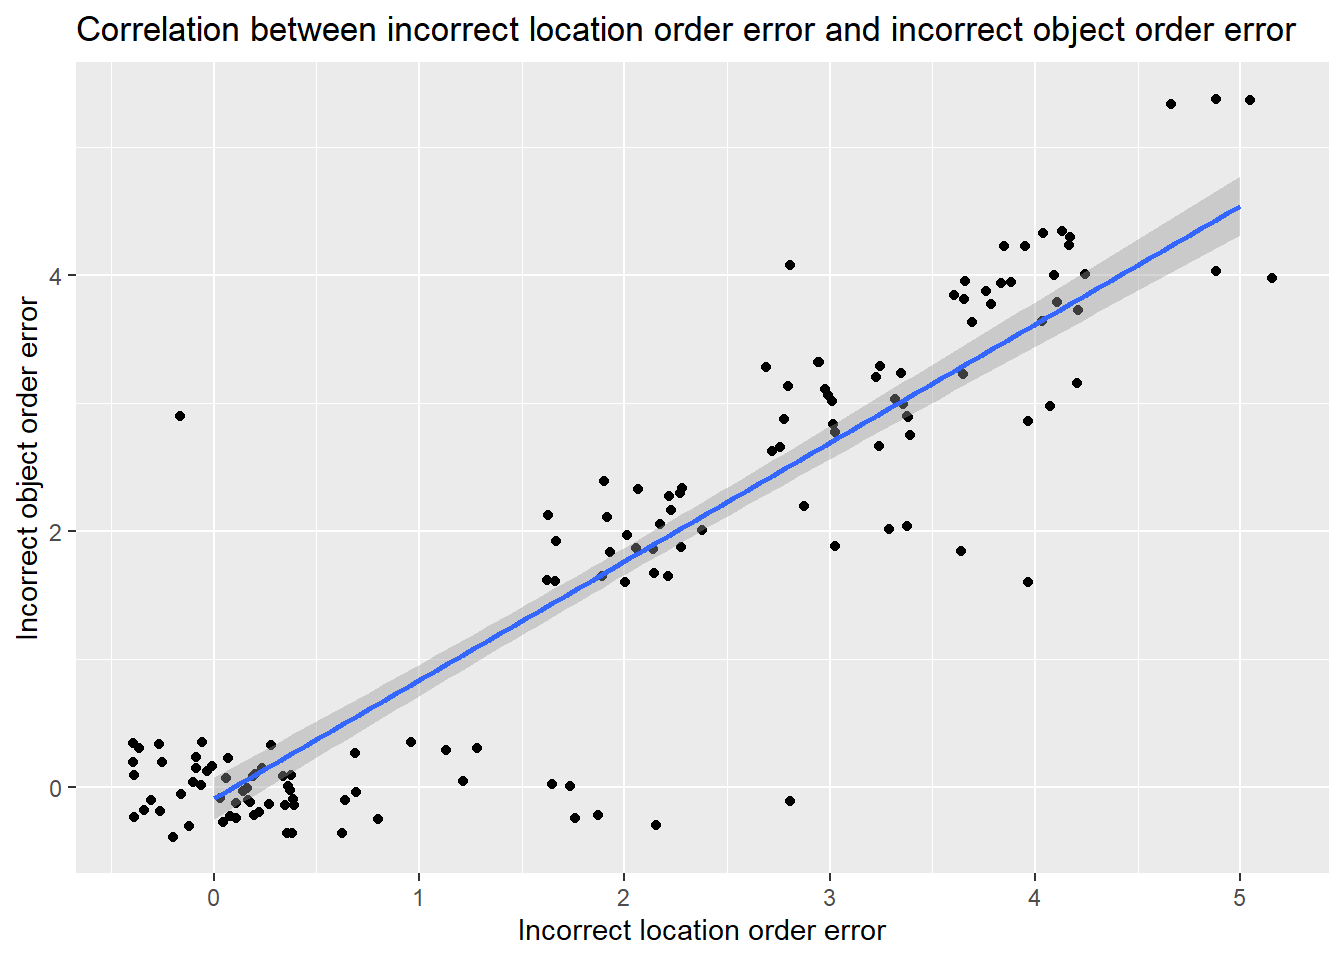 Correlation between incorrect location order error and incorrect object order error
Incorrect object order error
4
2
0
0 1 2 3 4 5
Incorrect location order error